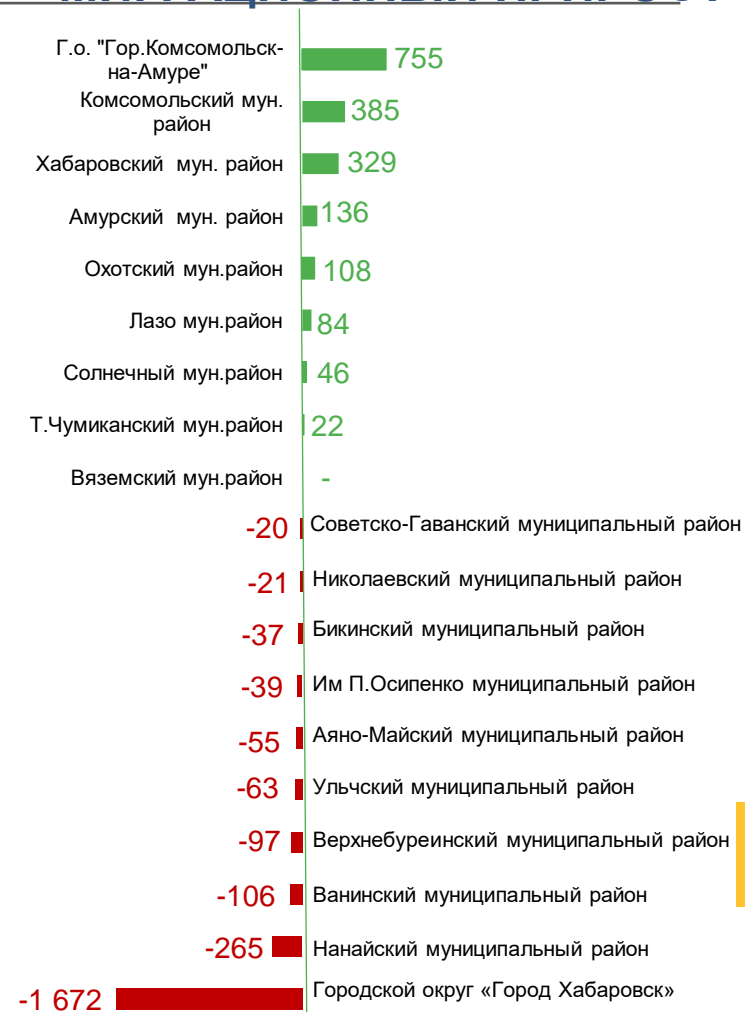 Г.о. "Гор.Комсомольск-
на-Амуре"
755
Комсомольский мун.
район
385
Хабаровский мун. район
329
Амурский мун. район
136
Охотский мун.район
108
Лазо мун.район
84
Солнечный мун.район
46
Т.Чумиканский мун.район
22
Вяземский мун.район
-
-20 Советско-Гаванский муниципальный район
-21 Николаевский муниципальный район
-37 Бикинский муниципальный район
-39 Им П.Осипенко муниципальный район
-55 Аяно-Майский муниципальный район
-63 Ульчский муниципальный район
-97 Верхнебуреинский муниципальный район
-106 Ванинский муниципальный район
-265 Нанайский муниципальный район
-1 672 Городской округ «Город Хабаровск»